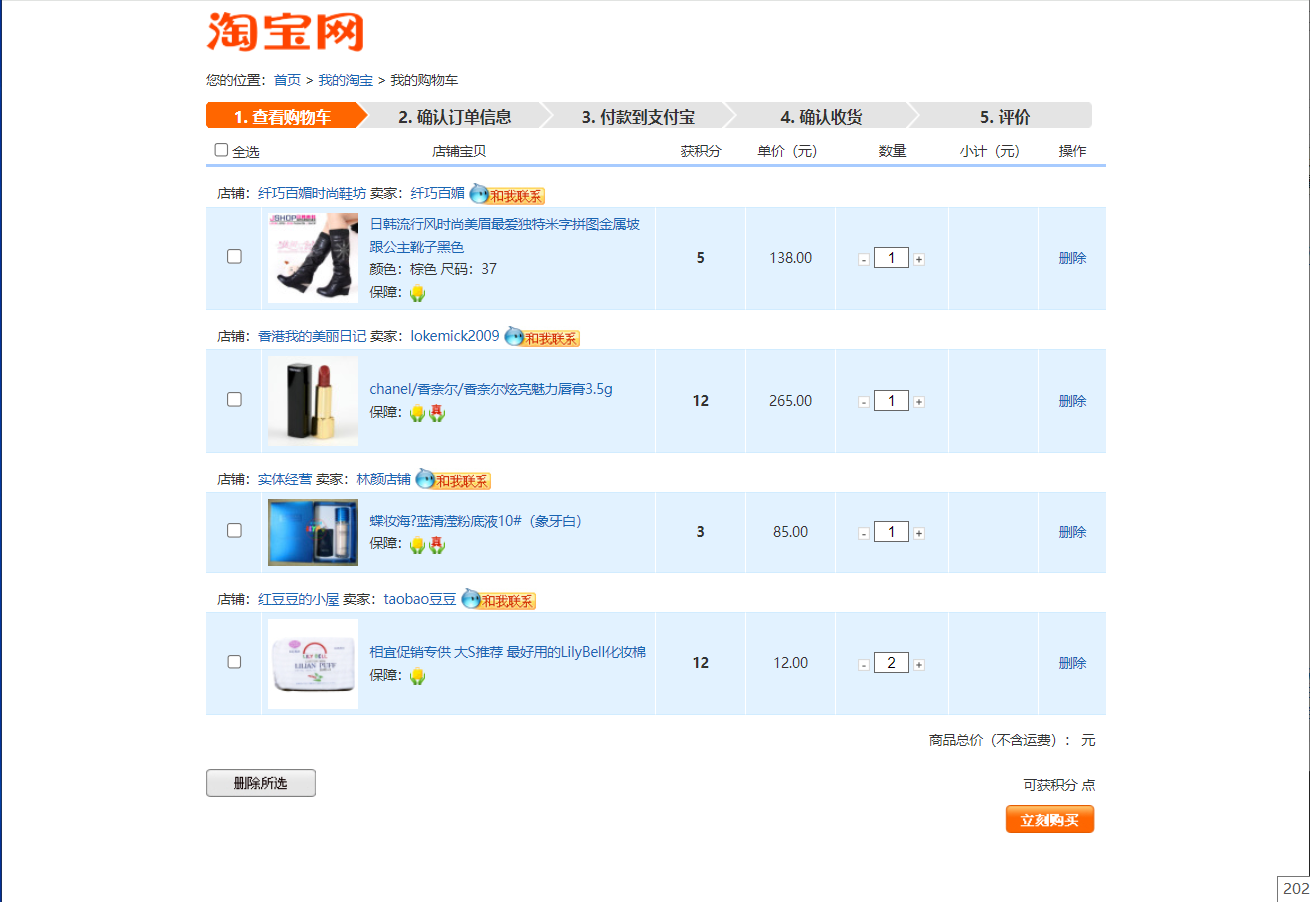 淘宝网
您的位置：首页 > 我的淘宝 > 我的购物车
1. 查看购物车 2. 确认订单信息 3. 付款到支付宝 4. 确认收货 5. 评价
全选 店铺宝贝 获积分 单价（元） 数量 小计（元） 操作
店铺：纤巧百媚时尚鞋坊 卖家：纤巧百媚 和我联系
JSHOP
日韩流行风时尚美眉最爱独特米字拼图金属坡
跟公主靴子黑色
颜色：棕色 尺码：37
保障：
5 138.00 - 1 + 删除
店铺：香港我的美丽日记 卖家：lokemick2009 和我联系
chanel/香奈尔/香奈尔炫亮魅力唇膏3.5g
保障： 真
12 265.00 - 1 + 删除
店铺：实体经营 卖家：林颜店铺 和我联系
蝶妆海?蓝清滢粉底液10#（象牙白）
保障： 真
3 85.00 - 1 + 删除
店铺：红豆豆的小屋 卖家：taobao豆豆 和我联系
LILY BELL
LILIAN PUFF
相宜促销专供 大S推荐 最好用的LilyBell化妆棉
保障：
12 12.00 - 2 + 删除
商品总价（不含运费）： 元
删除所选 可获积分 点
立刻购买
202